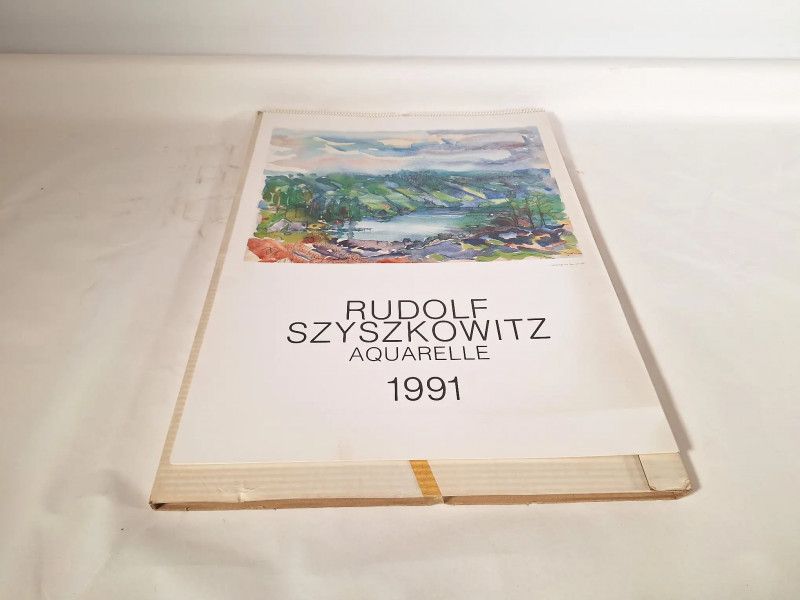 RUDOLF
SZYSZKOWITZ
AQUARELLE
1991